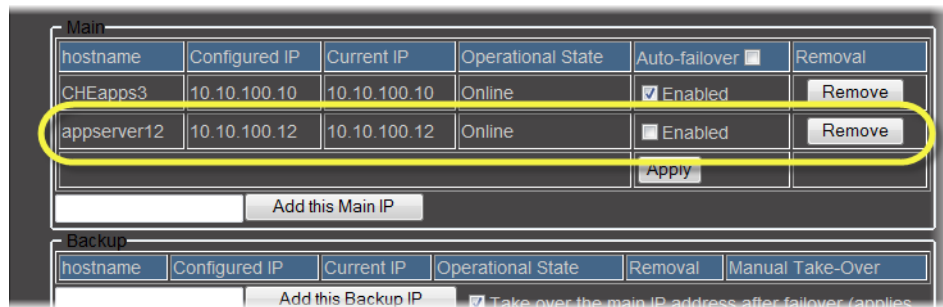 Main
hostname Configured IP Current IP Operational State Auto-failover Removal
CHEapps3 10.10.100.10 10.10.100.10 Online Enabled Remove
appserver12 10.10.100.12 10.10.100.12 Online Enabled Remove
Apply
Add this Main IP
Backup
hostname Configured IP Current IP Operational State Removal Manual Take-Over
Add this Backup IP Take over the main IP address after failover (applies